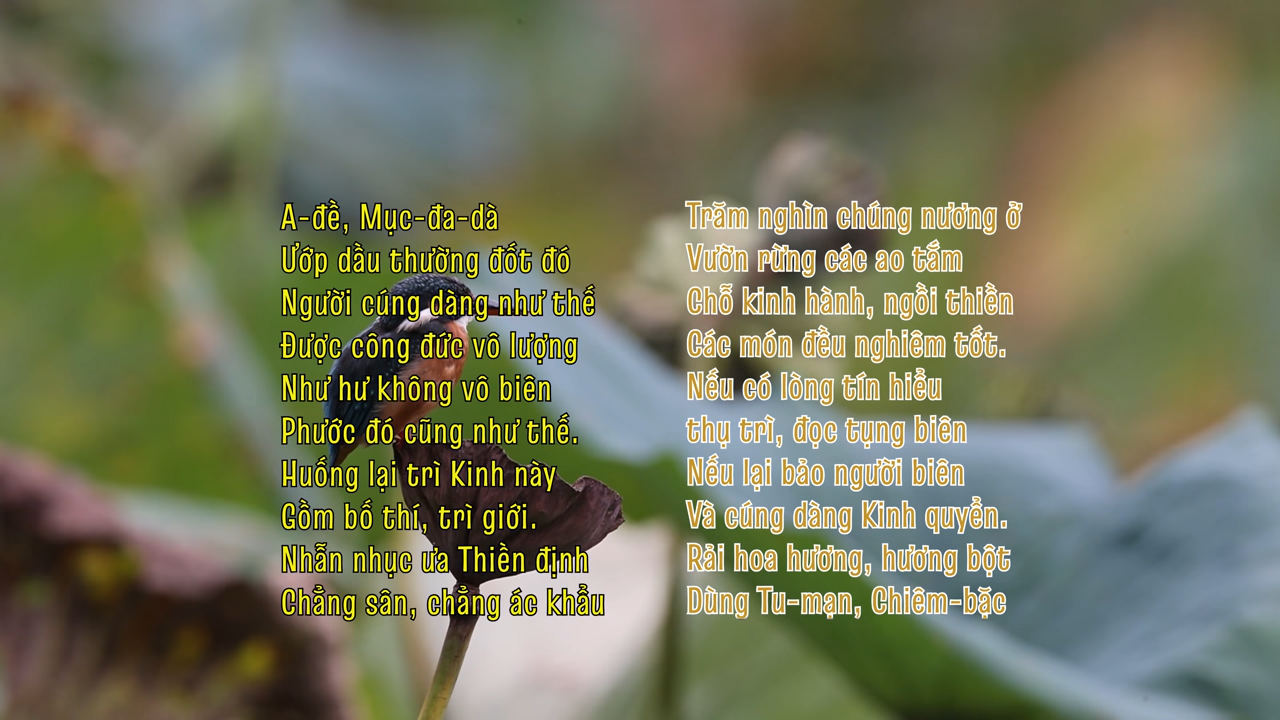 A-đề, Mục-đa-dà
Ướp dầu thường đốt đó
Người cúng dàng như thế
Được công đức vô lượng
Như hư không vô biên
Phước đó cũng như thế.
Huống lại trì Kinh này
Gồm bố thí, trì giới.
Nhẫn nhục ưa Thiền định
Chẳng sân, chẳng ác khẩu
Trăm nghìn chúng nương ở
Vườn rừng các ao tắm
Chỗ kinh hành, ngồi thiền
Các món đều nghiêm tốt.
Nếu có lòng tín hiểu
thụ trì, đọc tụng biên
Nếu lại bảo người biên
Và cúng dàng Kinh quyển.
Rải hoa hương, hương bột
Dùng Tu-mạn, Chiêm-bặc